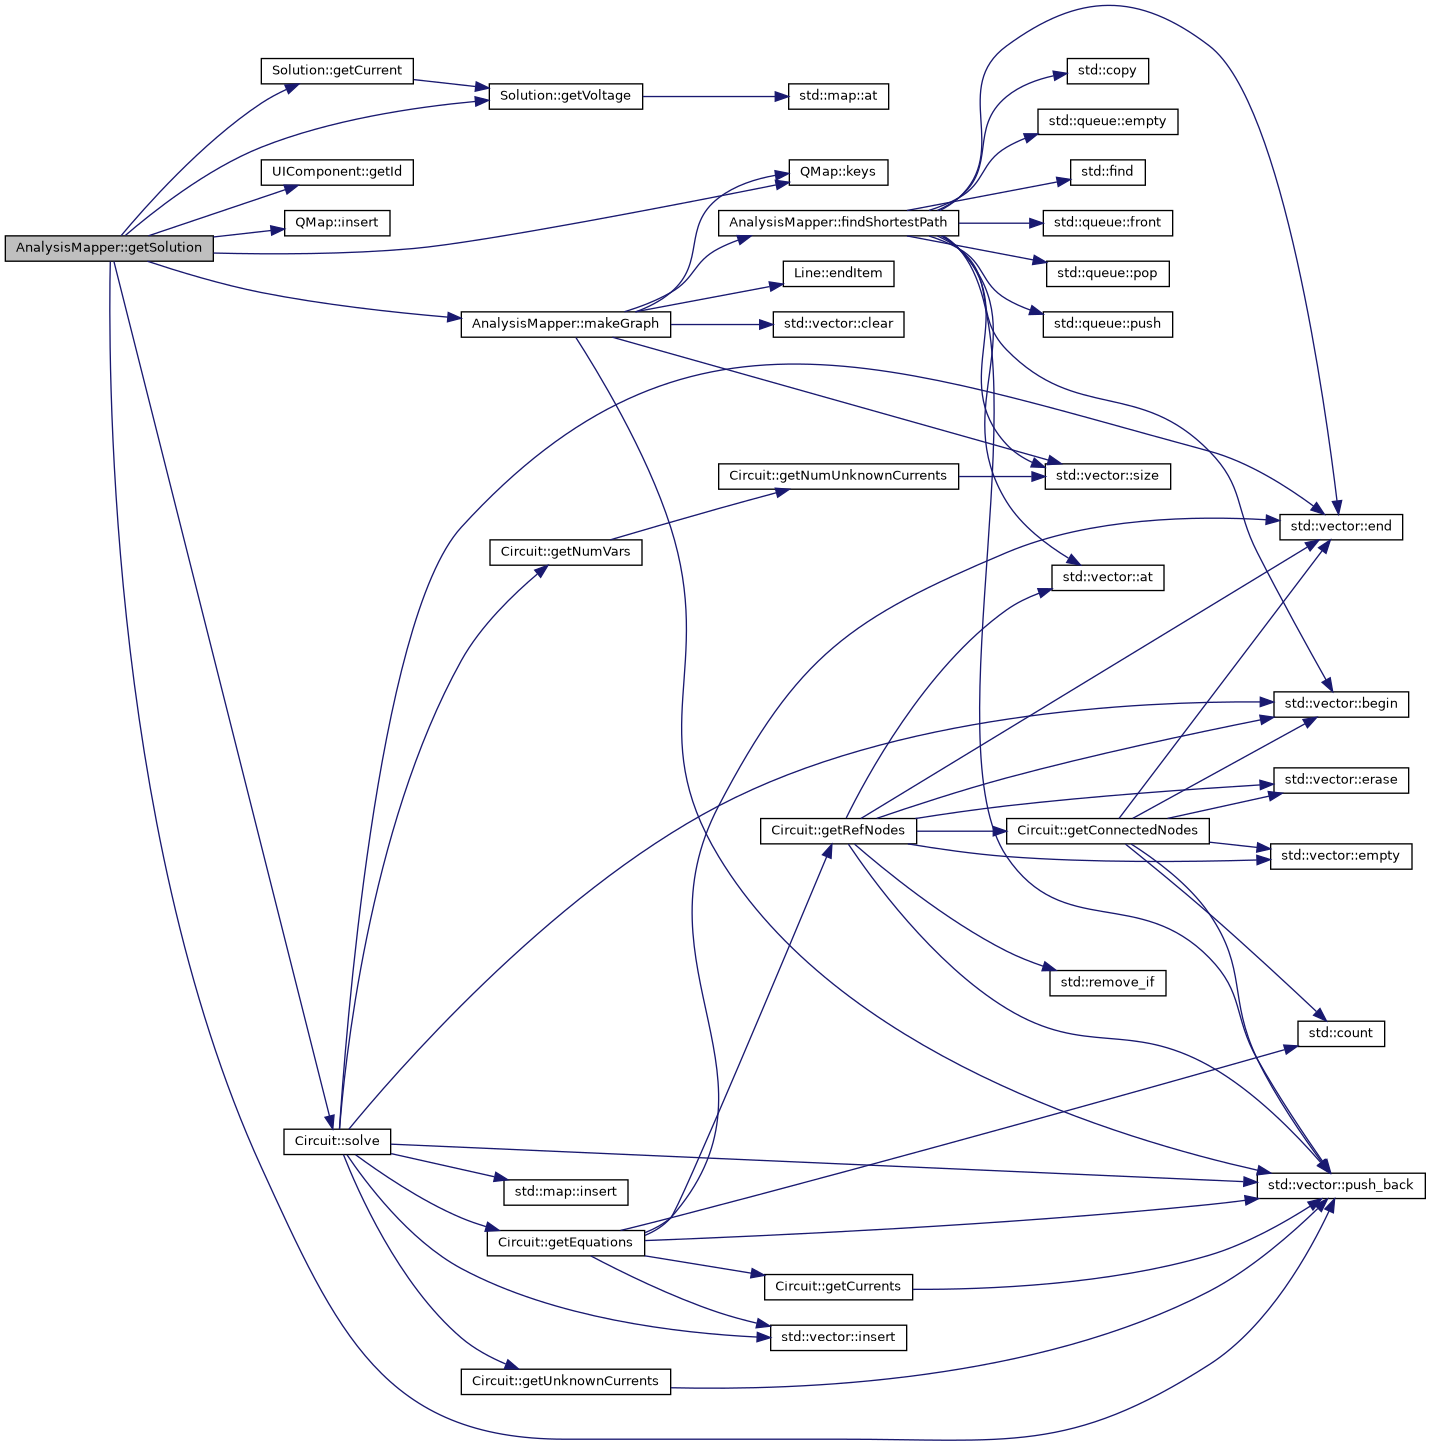 AnalysisMapper::getSolution
Solution::getCurrent
Solution::getVoltage
std::map::at
UIComponent::getId
QMap::insert
QMap::keys
AnalysisMapper::makeGraph
AnalysisMapper::findShortestPath
Line::endItem
std::vector::clear
std::copy
std::queue::empty
std::find
std::queue::front
std::queue::pop
std::queue::push
Circuit::getNumUnknownCurrents
std::vector::size
std::vector::end
Circuit::getNumVars
std::vector::at
std::vector::begin
std::vector::erase
Circuit::getRefNodes
Circuit::getConnectedNodes
std::vector::empty
std::remove_if
std::count
Circuit::solve
std::map::insert
std::vector::push_back
Circuit::getEquations
Circuit::getCurrents
std::vector::insert
Circuit::getUnknownCurrents